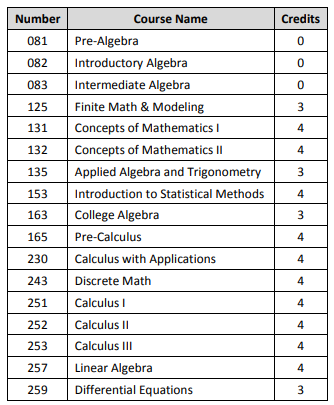 Number Course Name Credits
081 Pre-Algebra 0
082 Introductory Algebra 0
083 Intermediate Algebra 0
125 Finite Math & Modeling 3
131 Concepts of Mathematics I 4
132 Concepts of Mathematics II 4
135 Applied Algebra and Trigonometry 3
153 Introduction to Statistical Methods 4
163 College Algebra 3
165 Pre-Calculus 4
230 Calculus with Applications 4
243 Discrete Math 4
251 Calculus I 4
252 Calculus II 4
253 Calculus III 4
257 Linear Algebra 4
259 Differential Equations 3